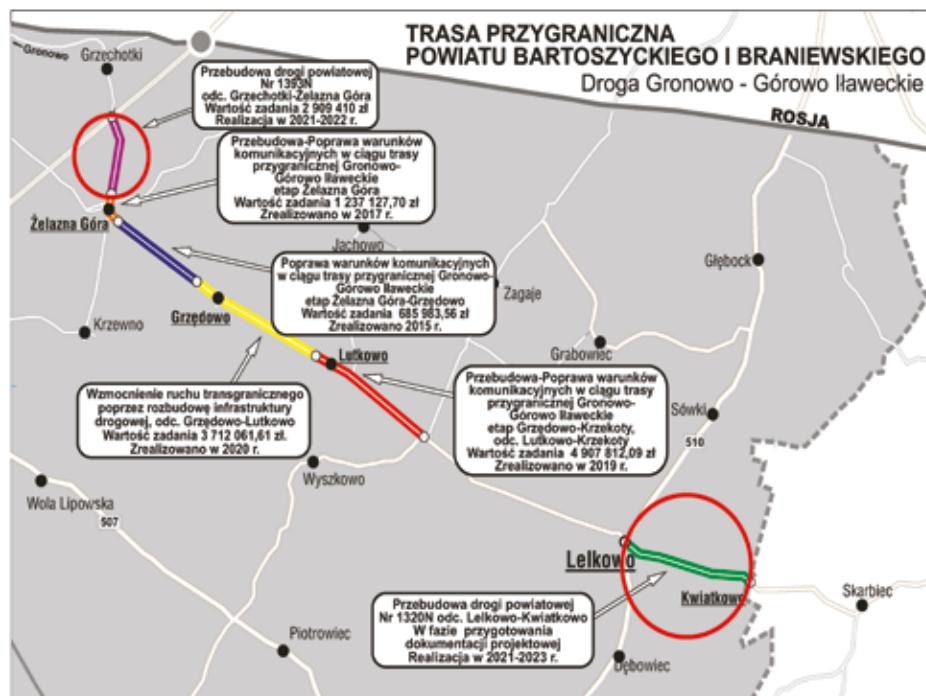 TRASA PRZYGRANICZNA
POWIATU BARTOSZYCKIEGO I BRANIEWSKIEGO
Droga Gronowo - Górowo Iławeckie
Gronowo
Grzechotki
ROSJA
Przebudowa drogi powiatowej
Nr 1393N
odc. Grzechotki-Żelazna Góra
Wartość zadania 2 909 410 zł
Realizacja w 2021-2022 r.
Przebudowa-Poprawa warunków
komunikacyjnych w ciągu trasy
przygranicznej Gronowo-
Górowo Iławeckie
etap Żelazna Góra
Wartość zadania 1 237 127,70 zł
Zrealizowano w 2017 r.
Żelazna Góra
Jachowo
Głębock
Poprawa warunków komunikacyjnych
w ciągu trasy przygranicznej Gronowo-
Górowo Iławeckie
etap Żelazna Góra-Grzędowo
Wartość zadania 685 983,56 zł
Zrealizowano 2015 r.
Zagaje
Grzędowo
Krzewno
Grabowiec
Lutkowo
Wzmocnienie ruchu transgranicznego
poprzez rozbudowę infrastruktury
drogowej, odc. Grzędowo-Lutkowo
Wartość zadania 3 712 061,61 zł.
Zrealizowano w 2020 r.
Przebudowa-Poprawa warunków
komunikacyjnych w ciągu trasy
przygranicznej Gronowo-
Górowo Iławeckie
etap Grzędowo-Krzekoty,
odc. Lutkowo-Krzekoty
Wartość zadania 4 907 812,09 zł
Zrealizowano w 2019 r.
Sówki
510
Wyszkowo
Wola Lipowska
507
Lelkowo
Kwiatkowo
Skarbiec
Przebudowa drogi powiatowej
Nr 1320N odc. Lelkowo-Kwiatkowo
W fazie przygotowania
dokumentacji projektowej
Realizacja w 2021-2023 r.
Piotrowiec
Dębowiec